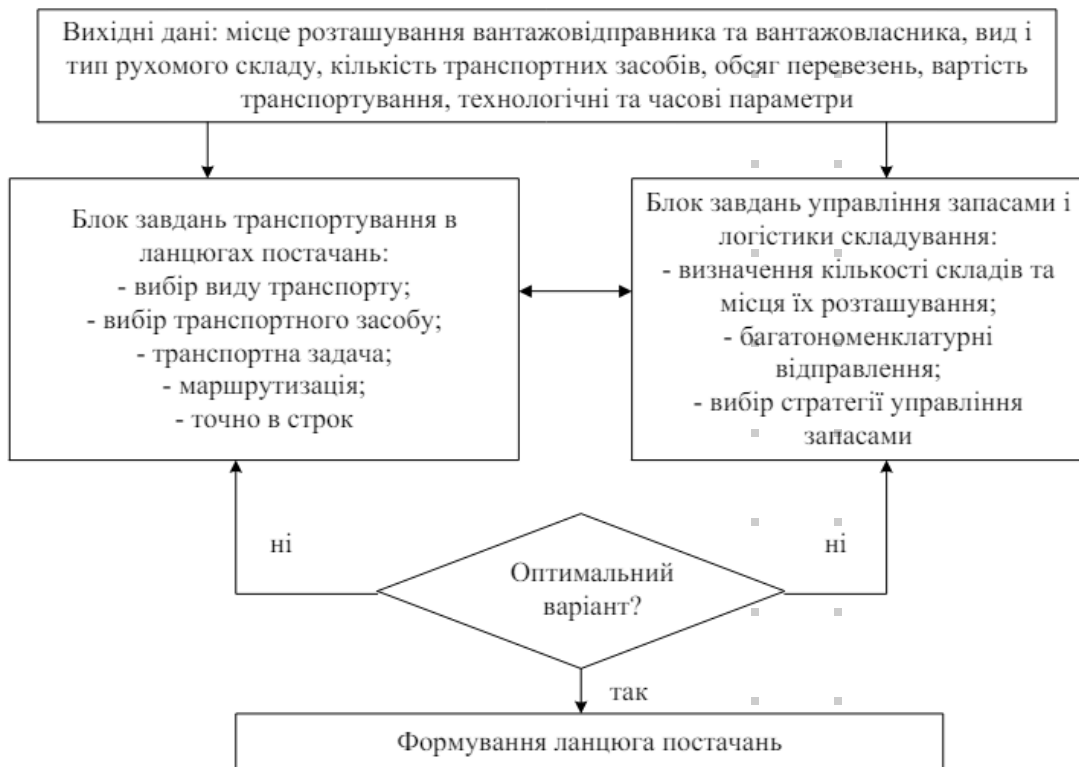 Вихідні дані: місце розташування вантажовідправника та вантажовласника, вид і
тип рухомого складу, кількість транспортних засобів, обсяг перевезень, вартість
транспортування, технологічні та часові параметри
Блок завдань транспортування в
ланцюгах постачань:
- вибір виду транспорту;
- вибір транспортного засобу;
- транспортна задача;
- маршрутизація;
- точно в строк
Блок завдань управління запасами і
логістики складування:
- визначення кількості складів та
місця їх розташування;
- багатономенклатурні
відправлення;
- вибір стратегії управління
запасами
ні
ні
Оптимальний
варіант?
так
Формування ланцюга постачань